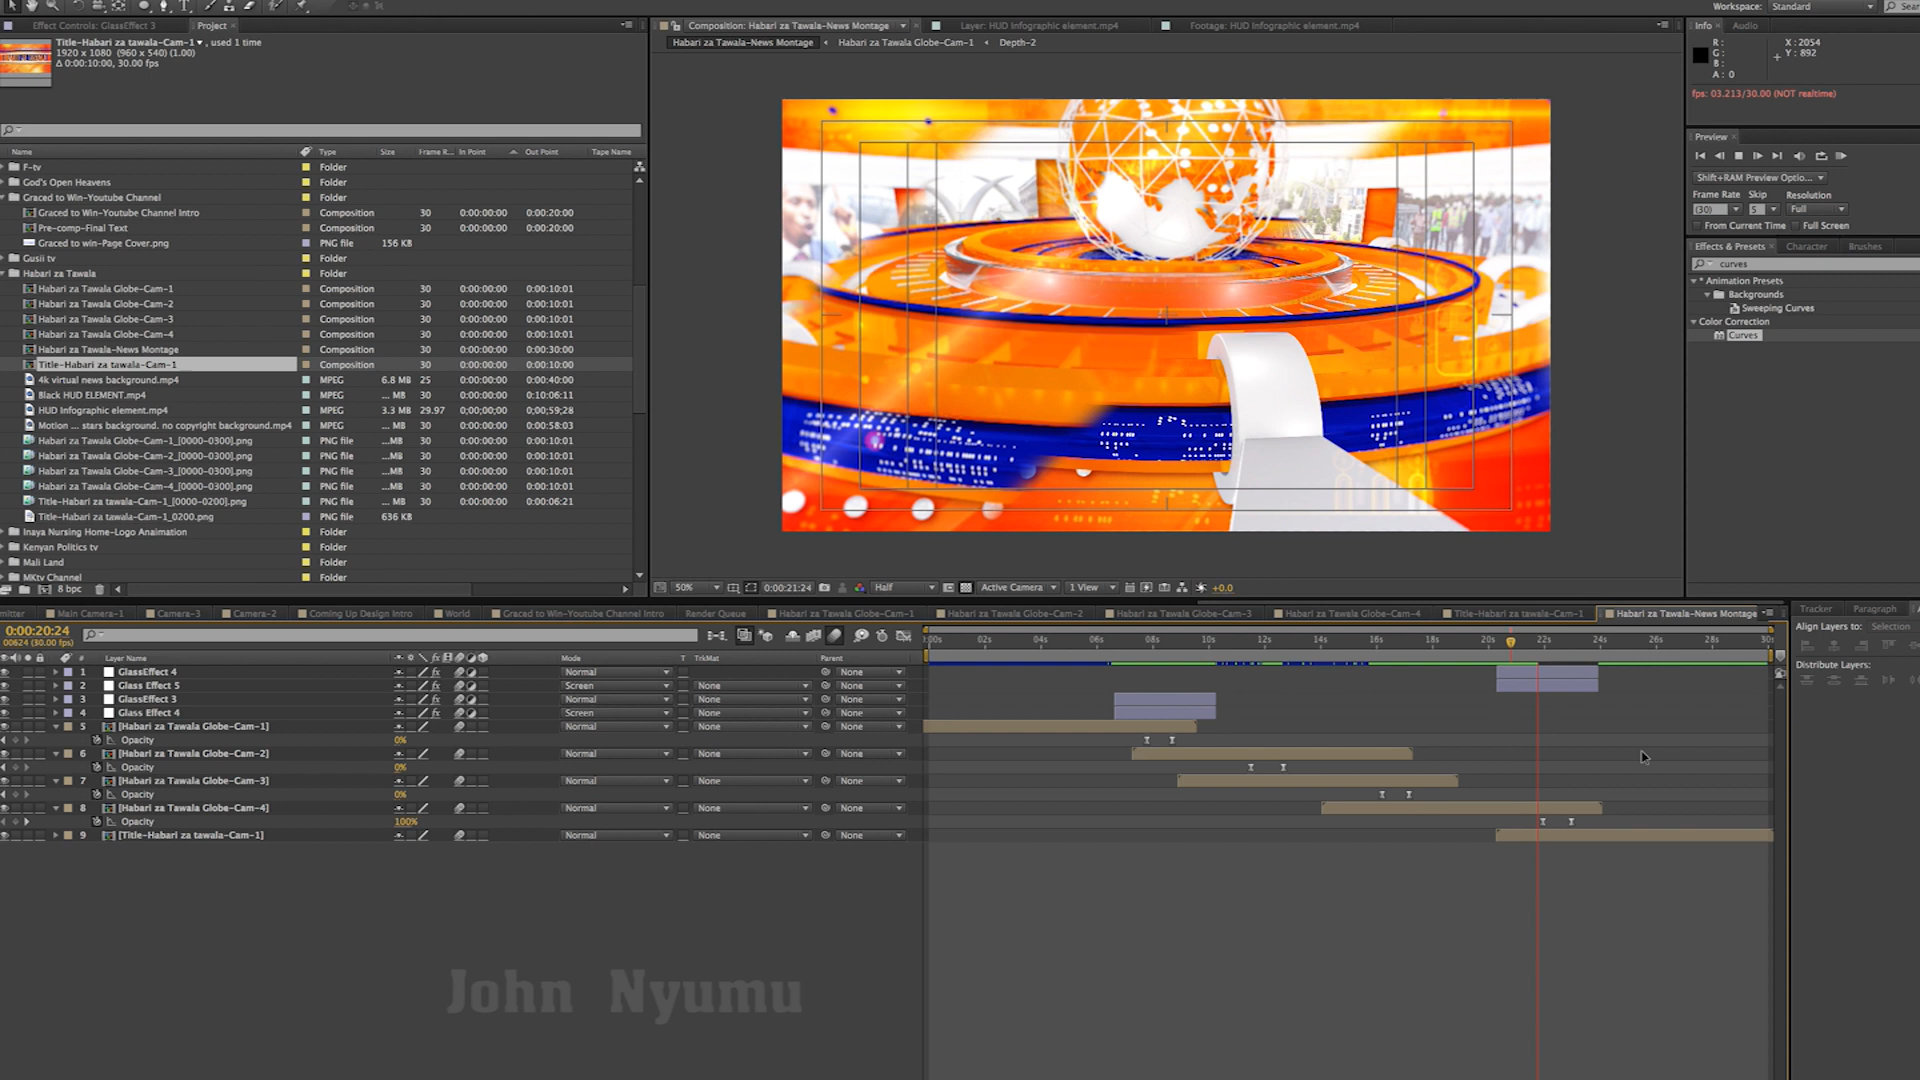 Workspace: Standard
Effect Controls: GlassEffect 3
Project
Composition: Habari za Tawala-News Montage
Layer: HUD Infographic element.mp4
Footage: HUD Infographic element.mp4
Info
Audio
Title-Habari za tawala-Cam-1, used 1 time
1920 x 1080 (960 x 540) (1.00)
Δ 0:00:10:00, 30.00 fps
Habari za Tawala-News Montage
Habari za Tawala Globe-Cam-1
Depth-2
R :
G :
B :
A : 0
X : 2054
Y : 892
fps: 03.213/30.00 (NOT realtime)
Preview
Shift+RAM Preview Optio...
Frame Rate Skip Resolution
(30) 5 Full
From Current Time Full Screen
Effects & Presets Character Brushes
curves
* Animation Presets
Backgrounds
Sweeping Curves
Color Correction
Curves
Name Type Size Frame R... In Point Out Point Tape Name
F-tv Folder
God's Open Heavens Folder
Graced to Win-Youtube Channel Folder
Graced to Win-Youtube Channel Intro Composition 30 0:00:00:00 0:00:20:00
Pre-comp-Final Text Composition 30 0:00:00:00 0:00:20:00
Graced to win-Page Cover.png PNG file 156 KB
Gusii tv Folder
Habari za Tawala Folder
Habari za Tawala Globe-Cam-1 Composition 30 0:00:00:00 0:00:10:01
Habari za Tawala Globe-Cam-2 Composition 30 0:00:00:00 0:00:10:01
Habari za Tawala Globe-Cam-3 Composition 30 0:00:00:00 0:00:10:01
Habari za Tawala Globe-Cam-4 Composition 30 0:00:00:00 0:00:10:01
Habari za Tawala-News Montage Composition 30 0:00:00:00 0:00:30:00
Title-Habari za tawala-Cam-1 Composition 30 0:00:00:00 0:00:10:00
4k virtual news background.mp4 MPEG 6.8 MB 25 0:00:00:00 0:00:40:00
Black HUD ELEMENT.mp4 MPEG ... MB 30 0:00:00:00 0:10:06:11
HUD Infographic element.mp4 MPEG 3.3 MB 29.97 0;00;00;00 0;00;59;28
Motion ... stars background. no copyright background.mp4 MPEG ... MB 30 0:00:00:00 0:00:58:03
Habari za Tawala Globe-Cam-1_[0000-0300].png PNG file ...MB 30 0:00:00:00 0:00:10:01
Habari za Tawala Globe-Cam-2_[0000-0300].png PNG file ...MB 30 0:00:00:00 0:00:10:01
Habari za Tawala Globe-Cam-3_[0000-0300].png PNG file ...MB 30 0:00:00:00 0:00:10:01
Habari za Tawala Globe-Cam-4_[0000-0300].png PNG file ...MB 30 0:00:00:00 0:00:10:01
Title-Habari za tawala-Cam-1_[0000-0200].png PNG file ... MB 30 0:00:00:00 0:00:06:21
Title-Habari za tawala-Cam-1_0200.png PNG file 636 KB
Inaya Nursing Home-Logo Anaimation Folder
Kenyan Politics tv Folder
Mali Land Folder
MKtv Channel Folder
8 bpc
50% 0:00:21:24 Half Active Camera 1 View +0.0
Main Camera-1 Camera-3 Camera-2 Coming Up Design Intro World Graced to Win-Youtube Channel Intro Render Queue Habari za Tawala Globe-Cam-1 Habari za Tawala Globe-Cam-2 Habari za Tawala Globe-Cam-3 Habari za Tawala Globe-Cam-4 Title-Habari za tawala-Cam-1 Habari za Tawala-News Montage
Tracker Paragraph
0:00:20:24
00624 (30.00 fps)
02s 04s 06s 08s 10s 12s 14s 16s 18s 20s 22s 24s 26s 28s 30s
Align Layers to: Selection
Distribute Layers:
# Layer Name Mode T TrkMat Parent
1 GlassEffect 4 Normal None
2 Glass Effect 5 Screen None None
3 GlassEffect 3 Normal None None
4 Glass Effect 4 Screen None None
5 [Habari za Tawala Globe-Cam-1] Normal None None
Opacity 0%
6 [Habari za Tawala Globe-Cam-2] Normal None None
Opacity 0%
7 [Habari za Tawala Globe-Cam-3] Normal None None
Opacity 0%
8 [Habari za Tawala Globe-Cam-4] Normal None None
Opacity 100%
9 [Title-Habari za tawala-Cam-1] Normal None None
John Nyumu